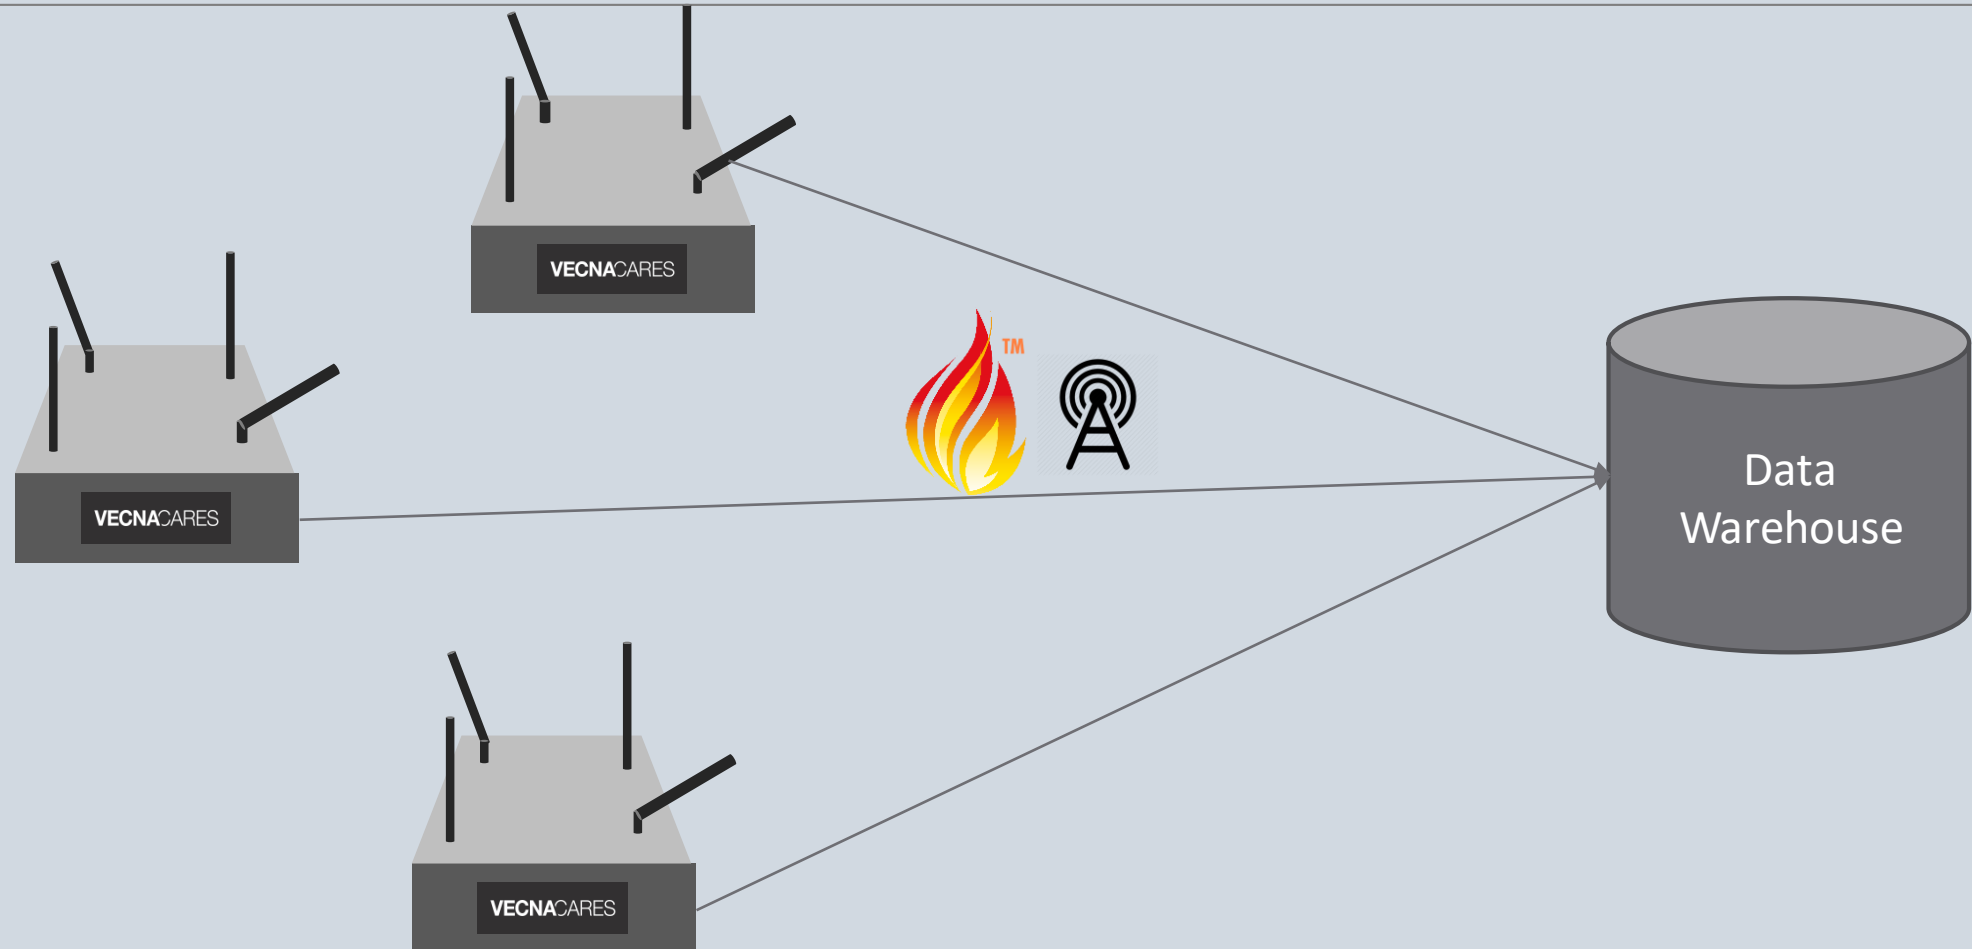 VECNACARES
TM
VECNACARES
Data
Warehouse
VECNACARES